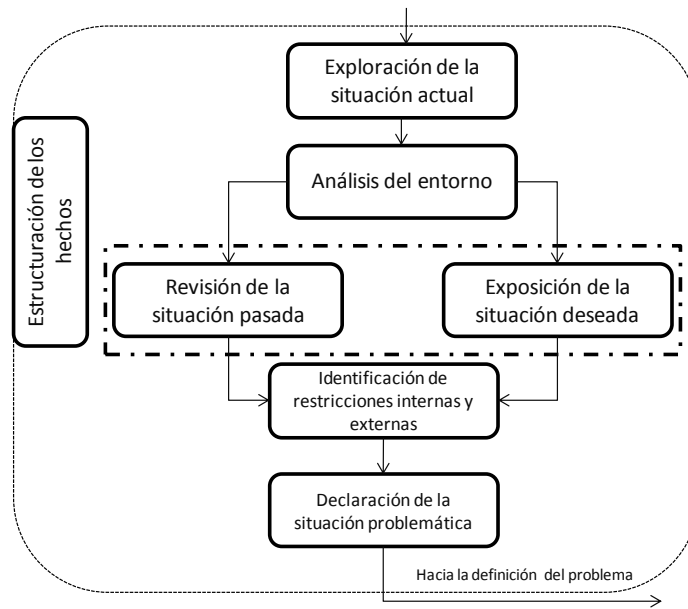 Exploración de la
situación actual
Análisis del entorno
Estructuración de los
hechos
Revisión de la
situación pasada
Exposición de la
situación deseada
Identificación de
restricciones internas y
externas
Declaración de la
situación problemática
Hacia la definición del problema